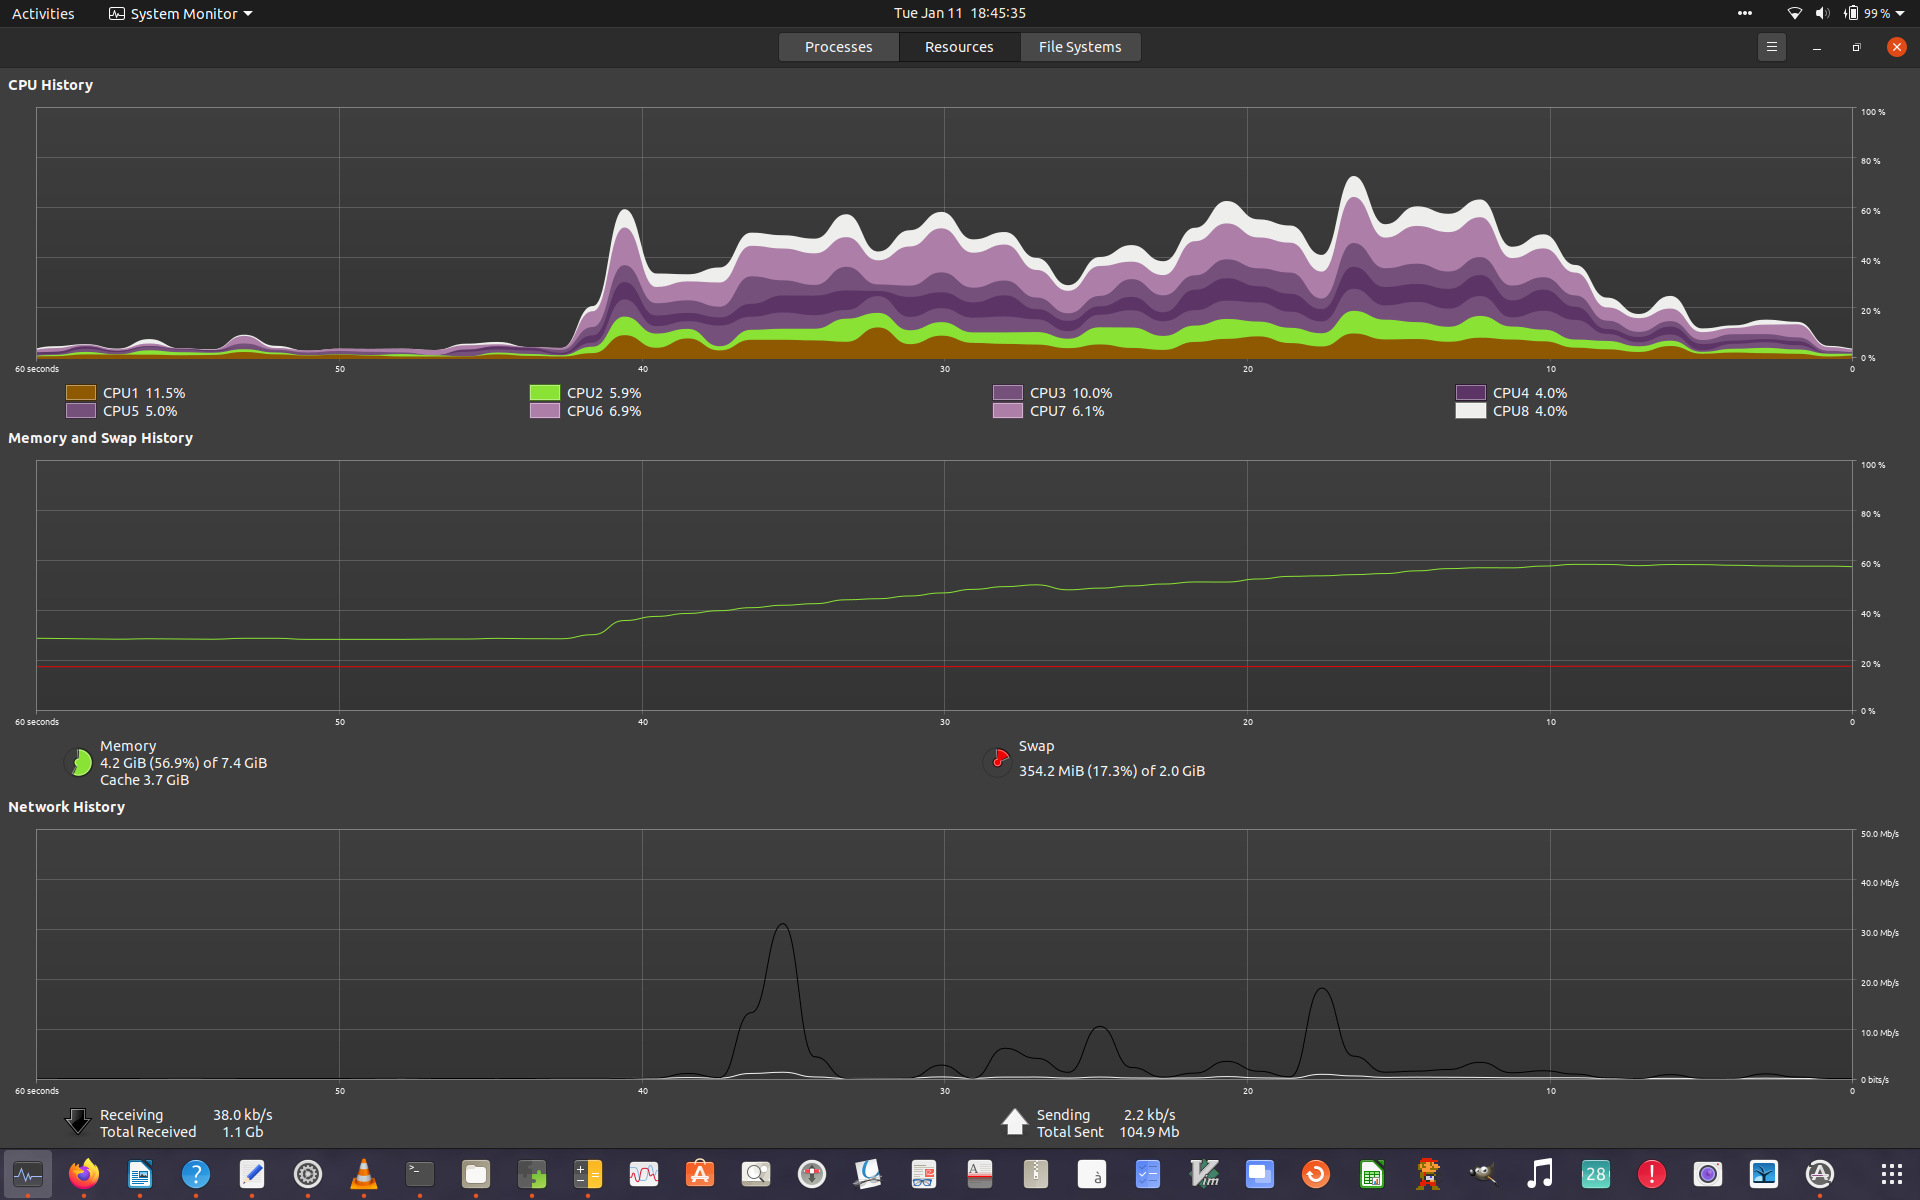 Activities System Monitor Tue Jan 11 18:45:35 99 %
Processes Resources File Systems
CPU History
100 %
80 %
60 %
40 %
20 %
0 %
60 seconds 50 40 30 20 10 0
CPU1 11.5% CPU2 5.9% CPU3 10.0% CPU4 4.0%
CPU5 5.0% CPU6 6.9% CPU7 6.1% CPU8 4.0%
Memory and Swap History
100 %
80 %
60 %
40 %
20 %
0 %
60 seconds 50 40 30 20 10 0
Memory
4.2 GiB (56.9%) of 7.4 GiB
Cache 3.7 GiB
Swap
354.2 MiB (17.3%) of 2.0 GiB
Network History
50.0 Mb/s
40.0 Mb/s
30.0 Mb/s
20.0 Mb/s
10.0 Mb/s
0 bits/s
60 seconds 50 40 30 20 10 0
Receiving 38.0 kb/s
Total Received 1.1 Gb
Sending 2.2 kb/s
Total Sent 104.9 Mb
? >_ A à Vim 28 !